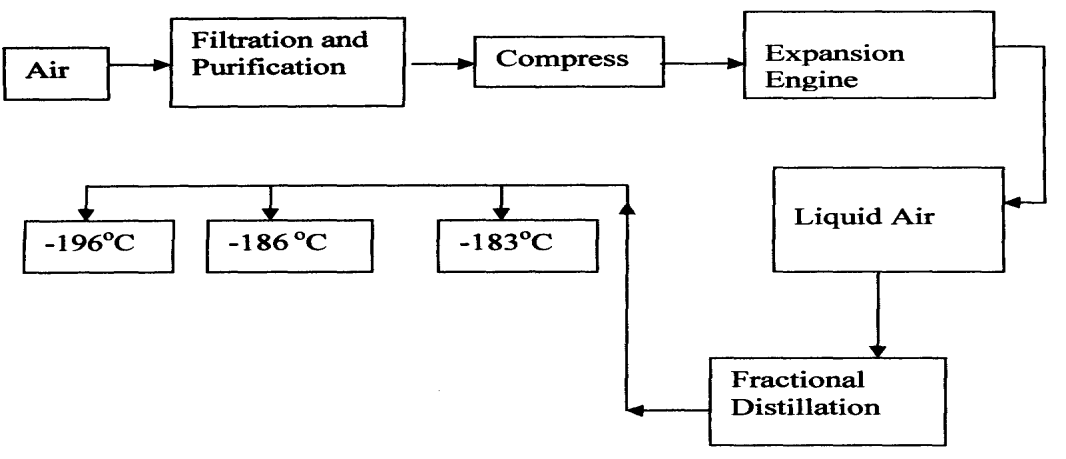 Air
Filtration and
Purification
Compress
Expansion
Engine
Liquid Air
Fractional
Distillation
-183°C
-186 °C
-196°C